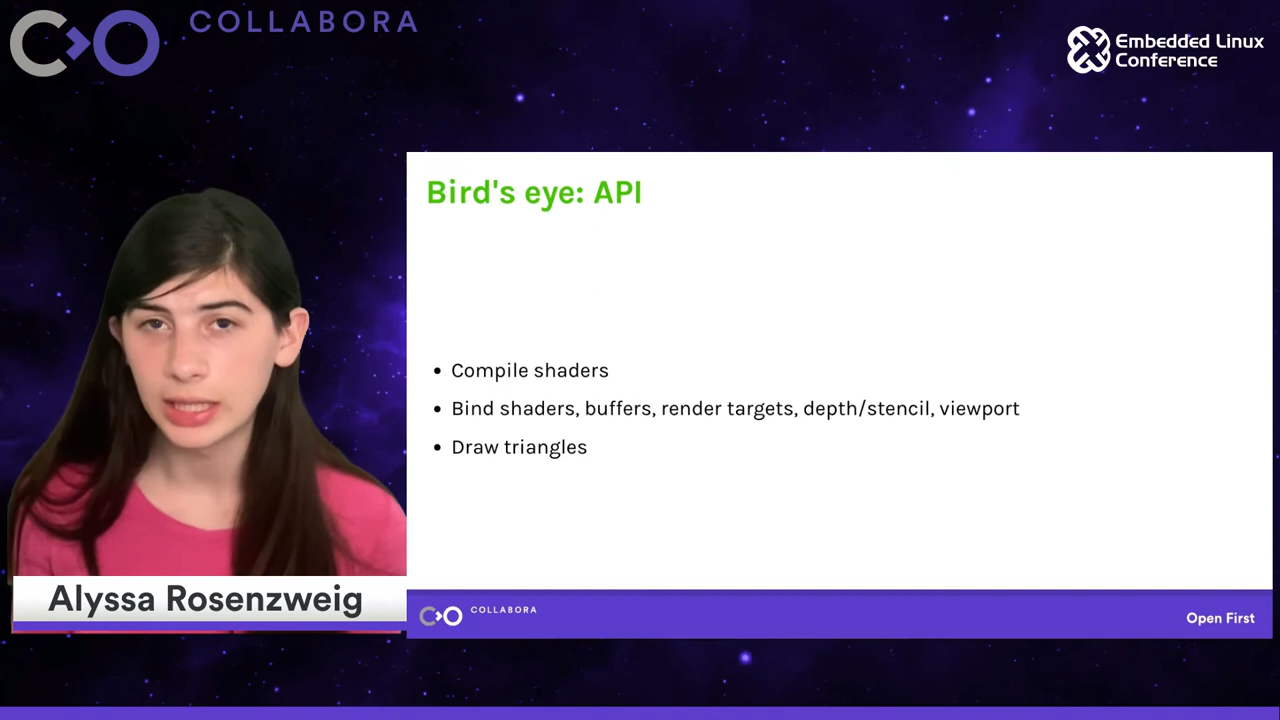 COLLABORA
Embedded Linux
Conference
Bird's eye: API
• Compile shaders
• Bind shaders, buffers, render targets, depth/stencil, viewport
• Draw triangles
Alyssa Rosenzweig
COLLABORA
Open First